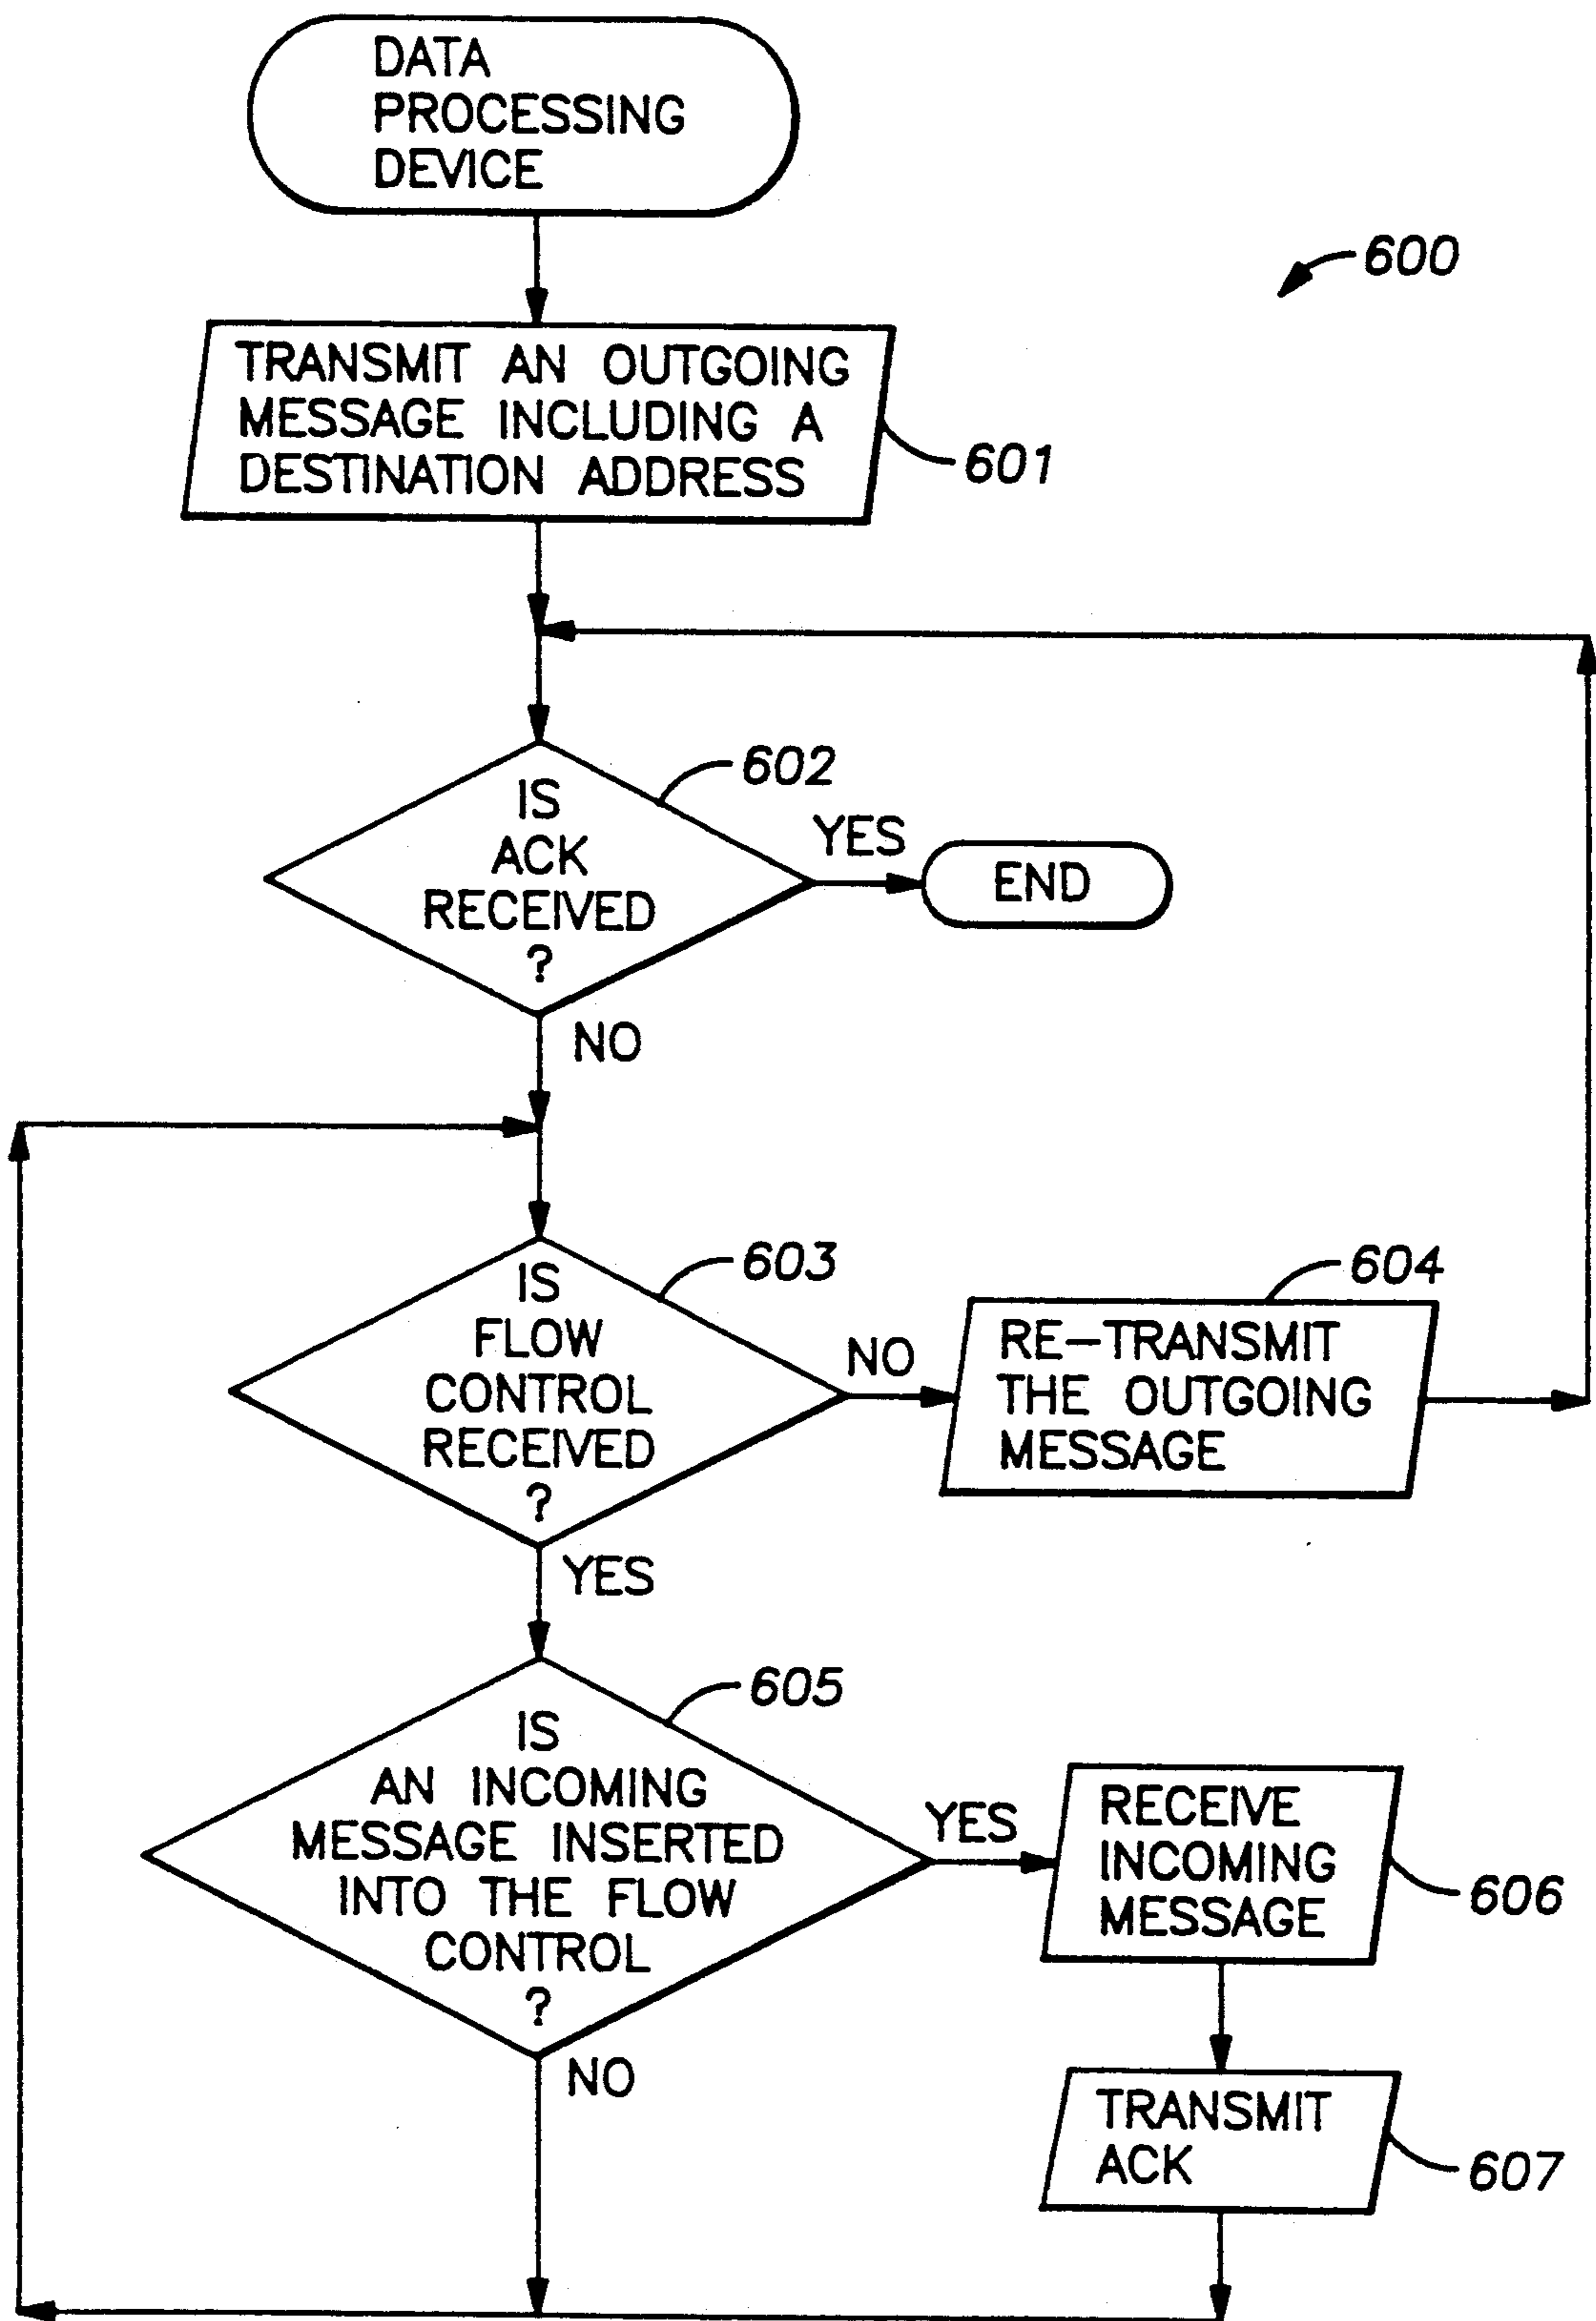 DATA
PROCESSING
DEVICE
600
TRANSMIT AN OUTGOING
MESSAGE INCLUDING A
DESTINATION ADDRESS
601
602
IS
ACK
RECEIVED
?
YES
END
NO
603
IS
FLOW
CONTROL
RECEIVED
?
NO
604
RE-TRANSMIT
THE OUTGOING
MESSAGE
YES
605
IS
AN INCOMING
MESSAGE INSERTED
INTO THE FLOW
CONTROL
?
YES
RECEIVE
INCOMING
MESSAGE
606
NO
TRANSMIT
ACK
607